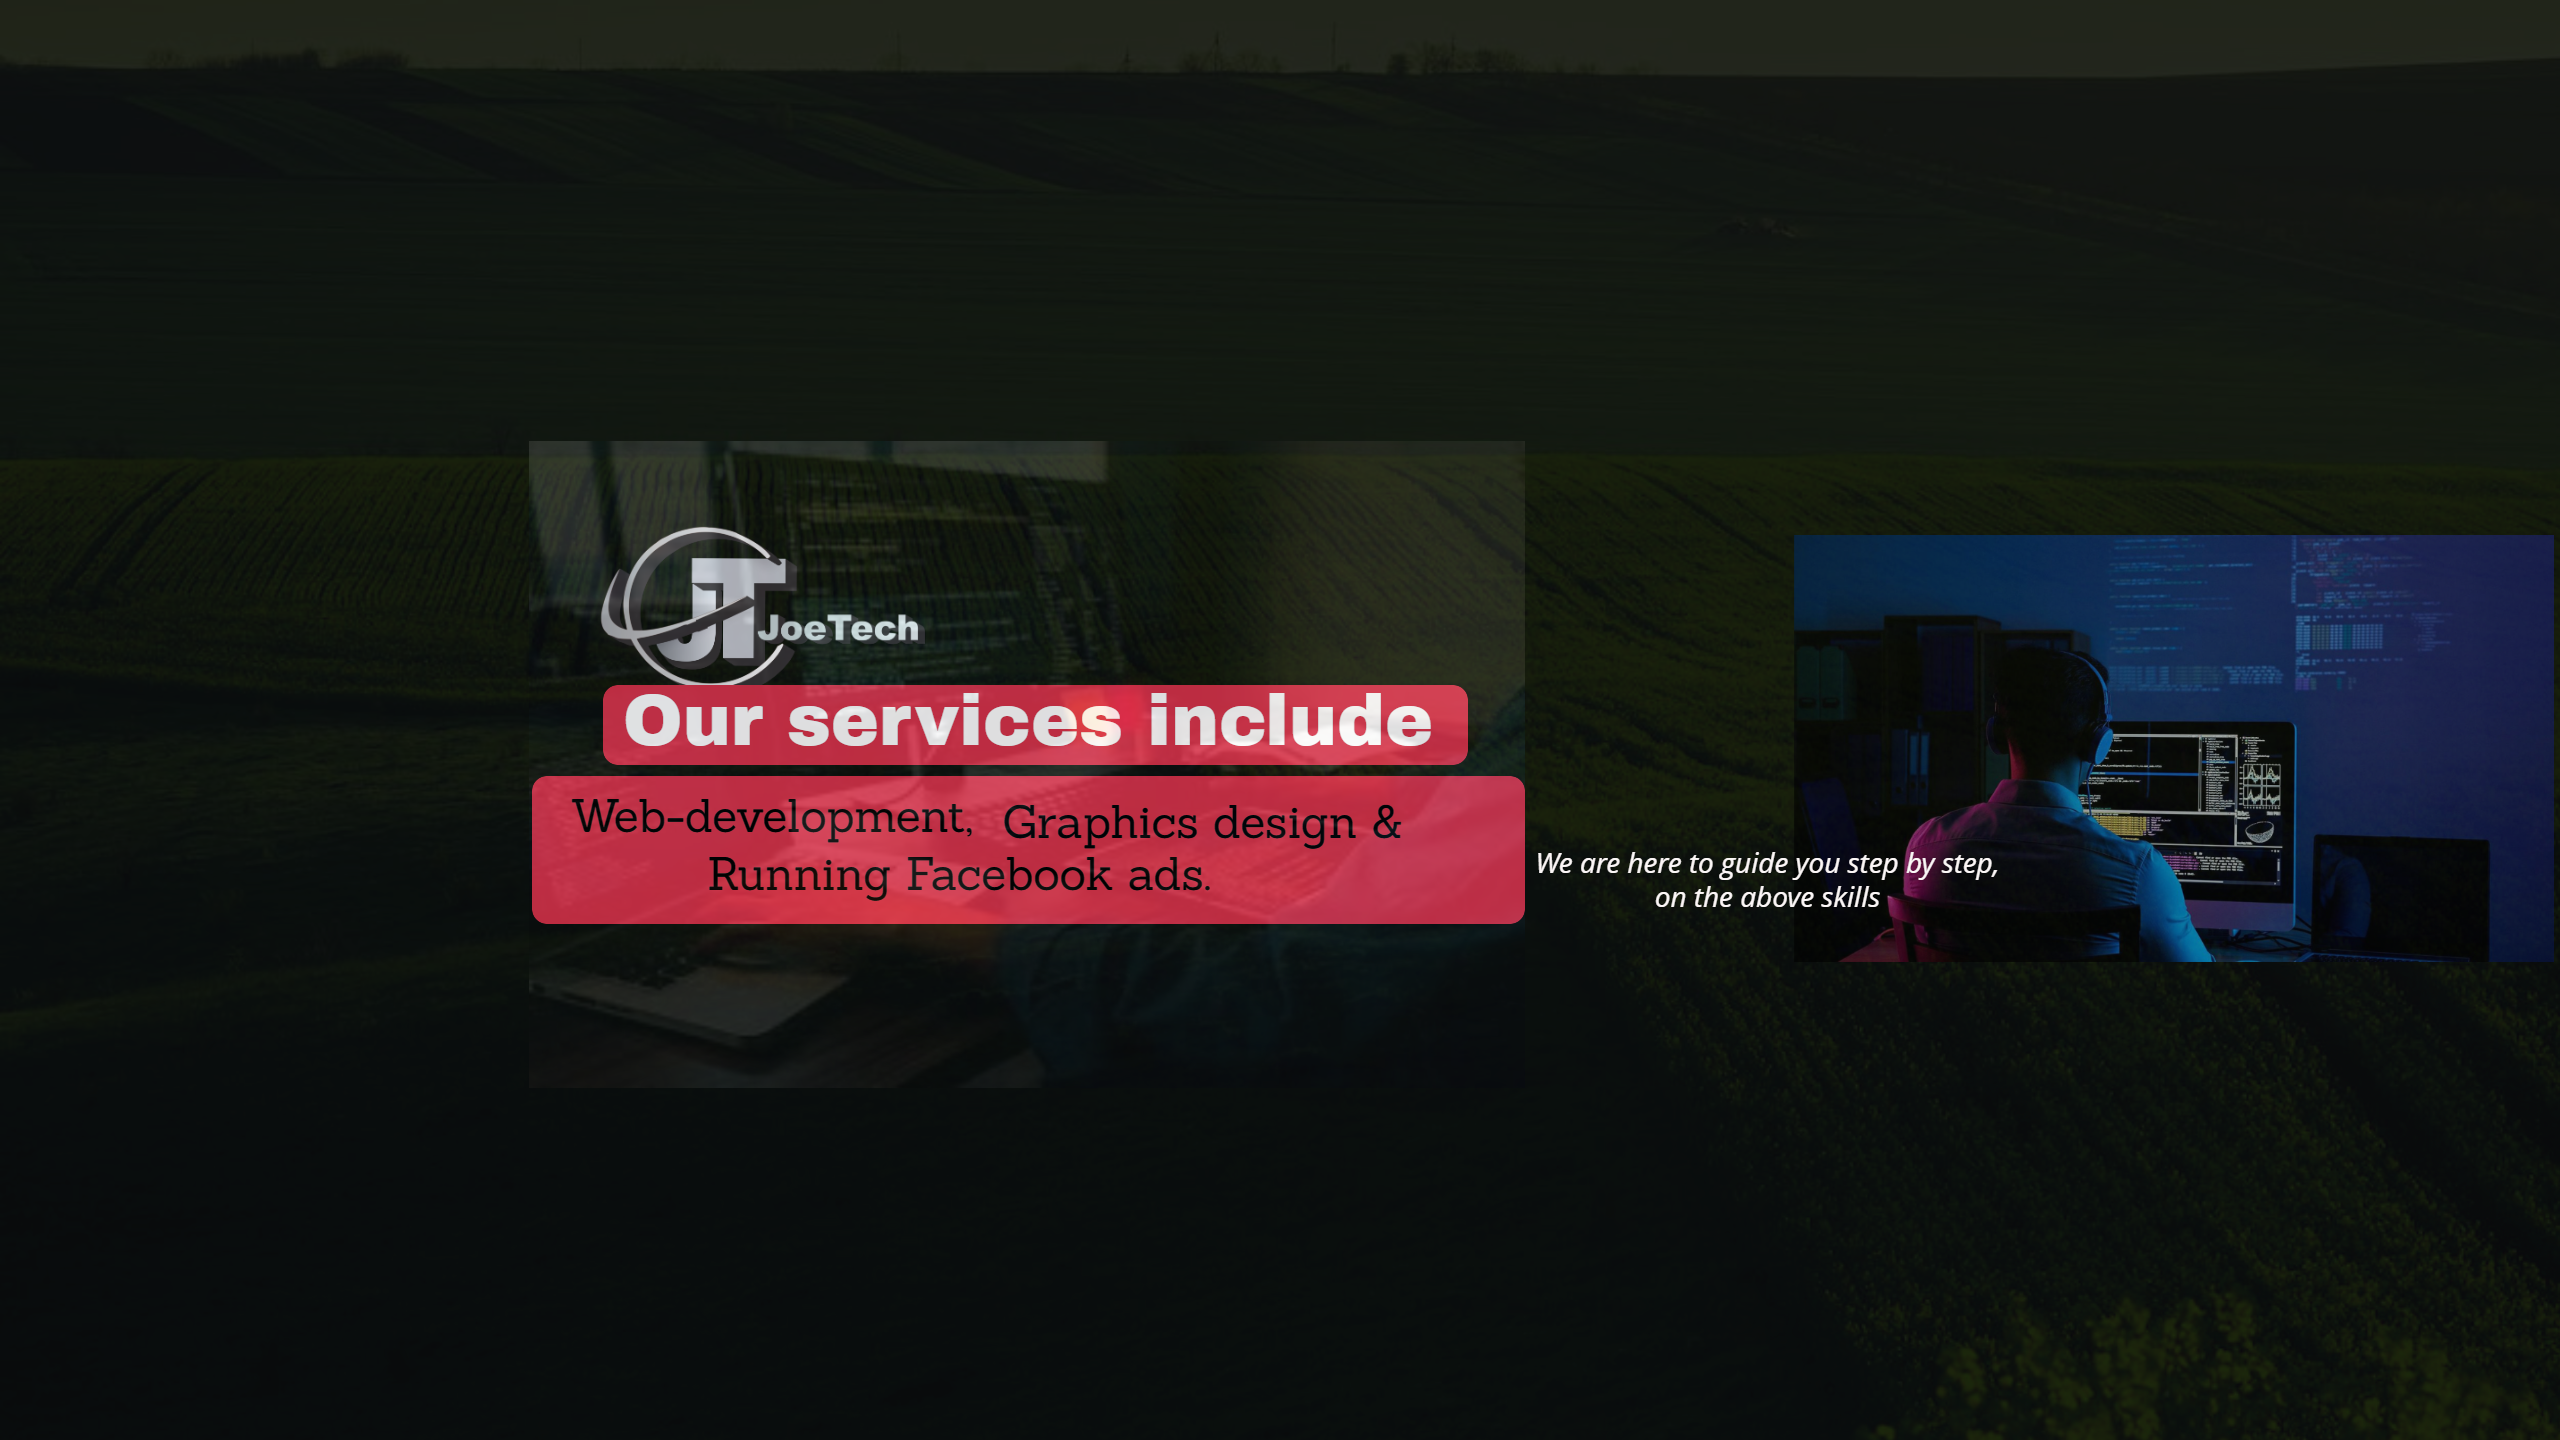 JT
JoeTech
Our services include
Web-development, Graphics design &
Running Facebook ads.
We are here to guide you step by step,
on the above skills